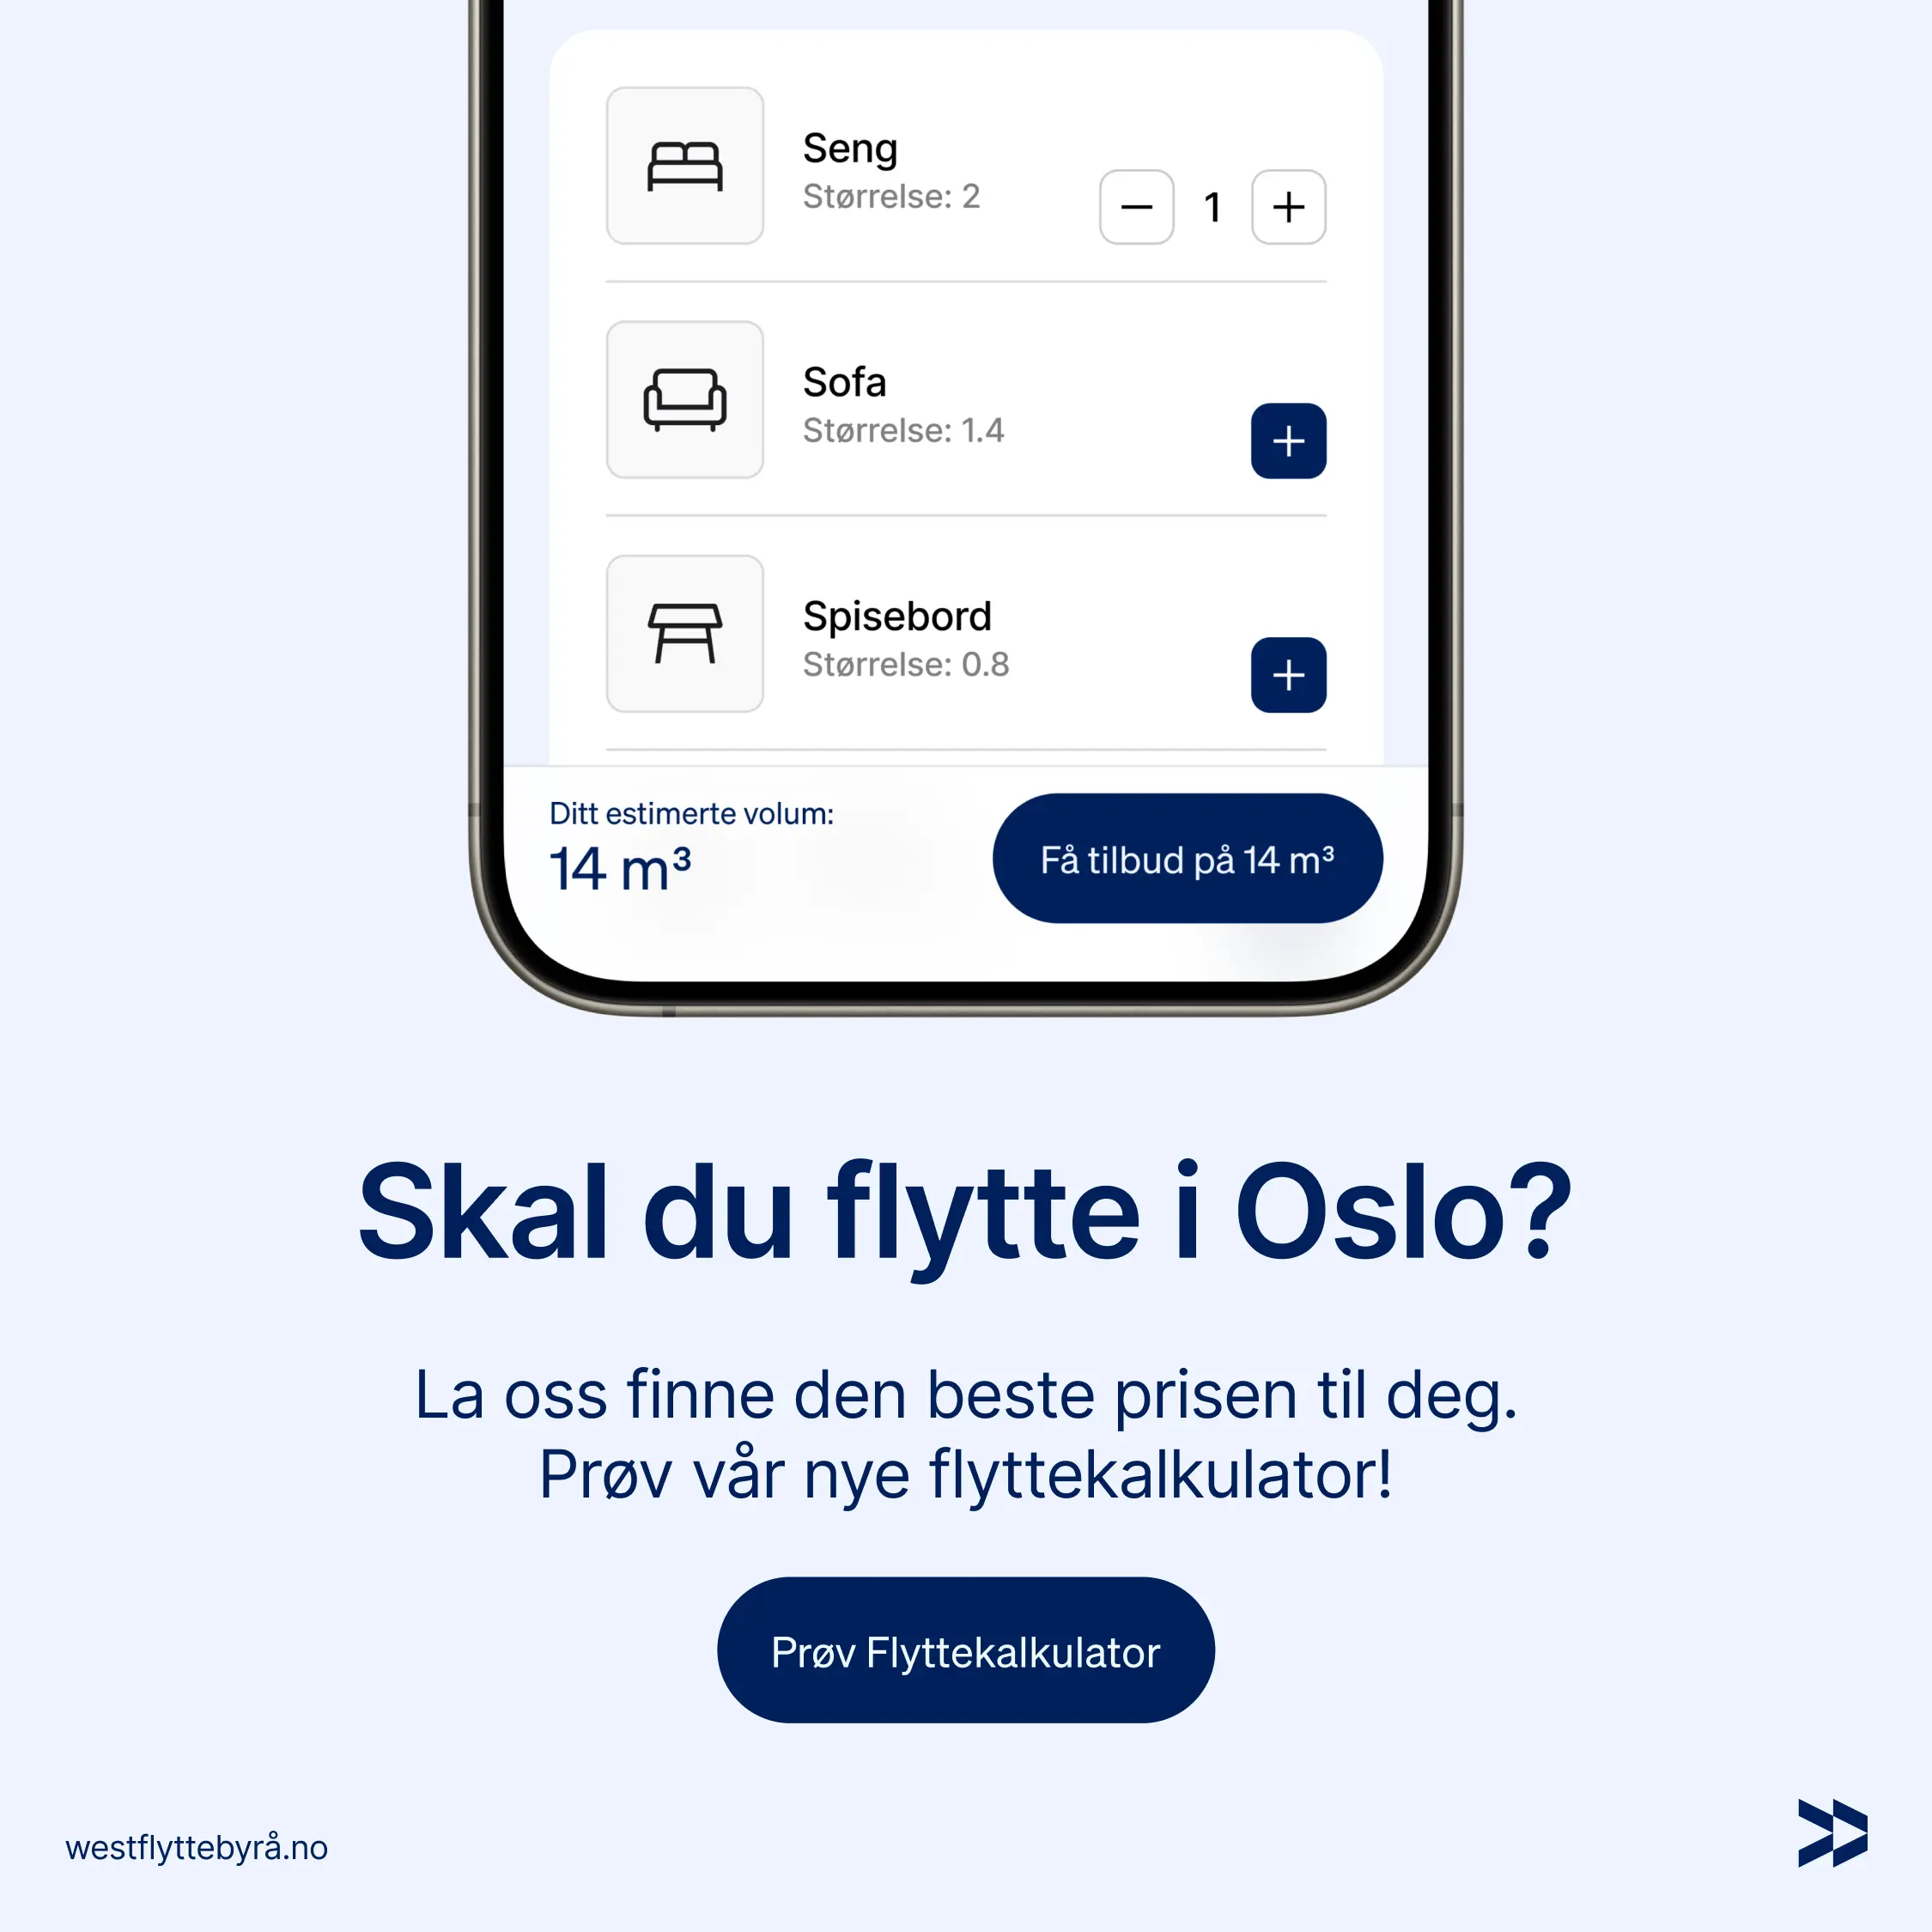 Seng
Størrelse: 2
1
Sofa
Størrelse: 1.4
Spisebord
Størrelse: 0.8
Ditt estimerte volum:
14 m³
Få tilbud på 14 m³
Skal du flytte i Oslo?
La oss finne den beste prisen til deg.
Prøv vår nye flyttekalkulator!
Prøv Flyttekalkulator
westflyttebyrå.no